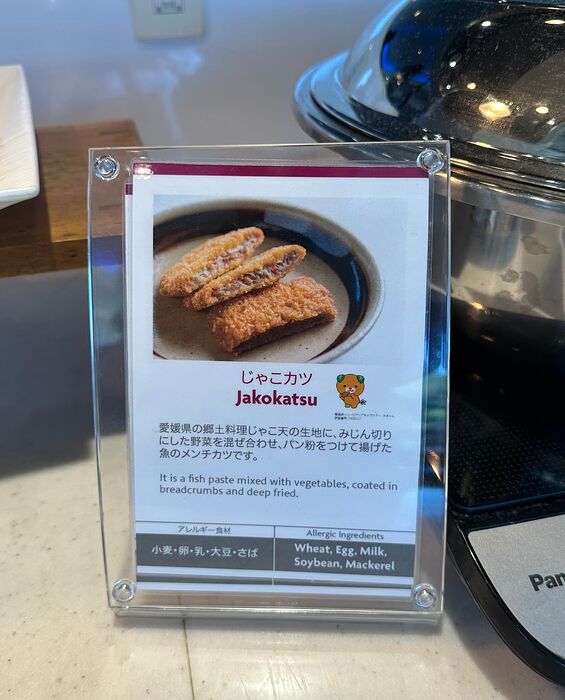 じゃこカツ
Jakokatsu
愛媛県の郷土料理じゃこ天の生地に、みじん切り
にした野菜を混ぜ合わせ、パン粉をつけて揚げた
魚のメンチカツです。
It is a fish paste mixed with vegetables, coated in
breadcrumbs and deep fried.
アレルギー食材
Allergic Ingredients
小麦・卵・乳・大豆・さば
Wheat, Egg, Milk,
Soybean, Mackerel
Pan